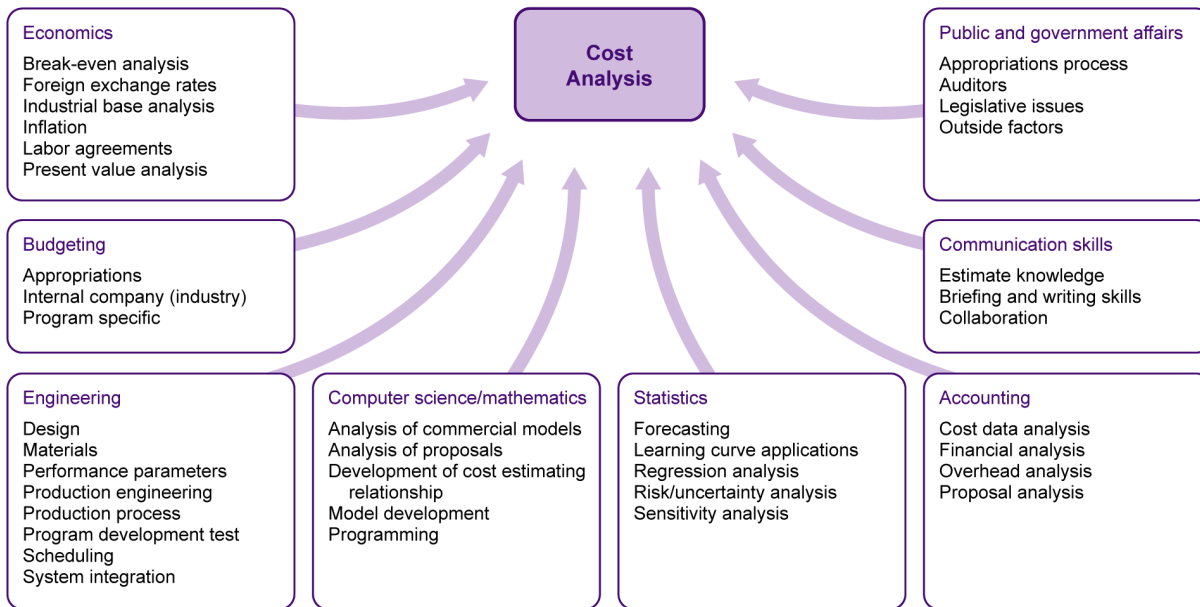 Economics
Break-even analysis
Foreign exchange rates
Industrial base analysis
Inflation
Labor agreements
Present value analysis
Cost
Analysis
Public and government affairs
Appropriations process
Auditors
Legislative issues
Outside factors
Budgeting
Appropriations
Internal company (industry)
Program specific
Communication skills
Estimate knowledge
Briefing and writing skills
Collaboration
Engineering
Design
Materials
Performance parameters
Production engineering
Production process
Program development test
Scheduling
System integration
Computer science/mathematics
Analysis of commercial models
Analysis of proposals
Development of cost estimating
relationship
Model development
Programming
Statistics
Forecasting
Learning curve applications
Regression analysis
Risk/uncertainty analysis
Sensitivity analysis
Accounting
Cost data analysis
Financial analysis
Overhead analysis
Proposal analysis